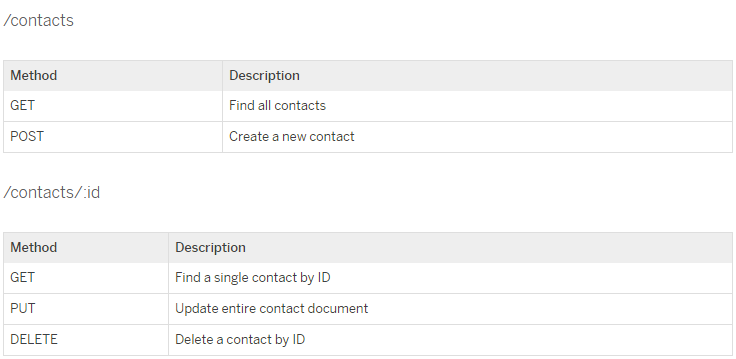 /contacts
Method Description
GET Find all contacts
POST Create a new contact
/contacts/:id
Method Description
GET Find a single contact by ID
PUT Update entire contact document
DELETE Delete a contact by ID